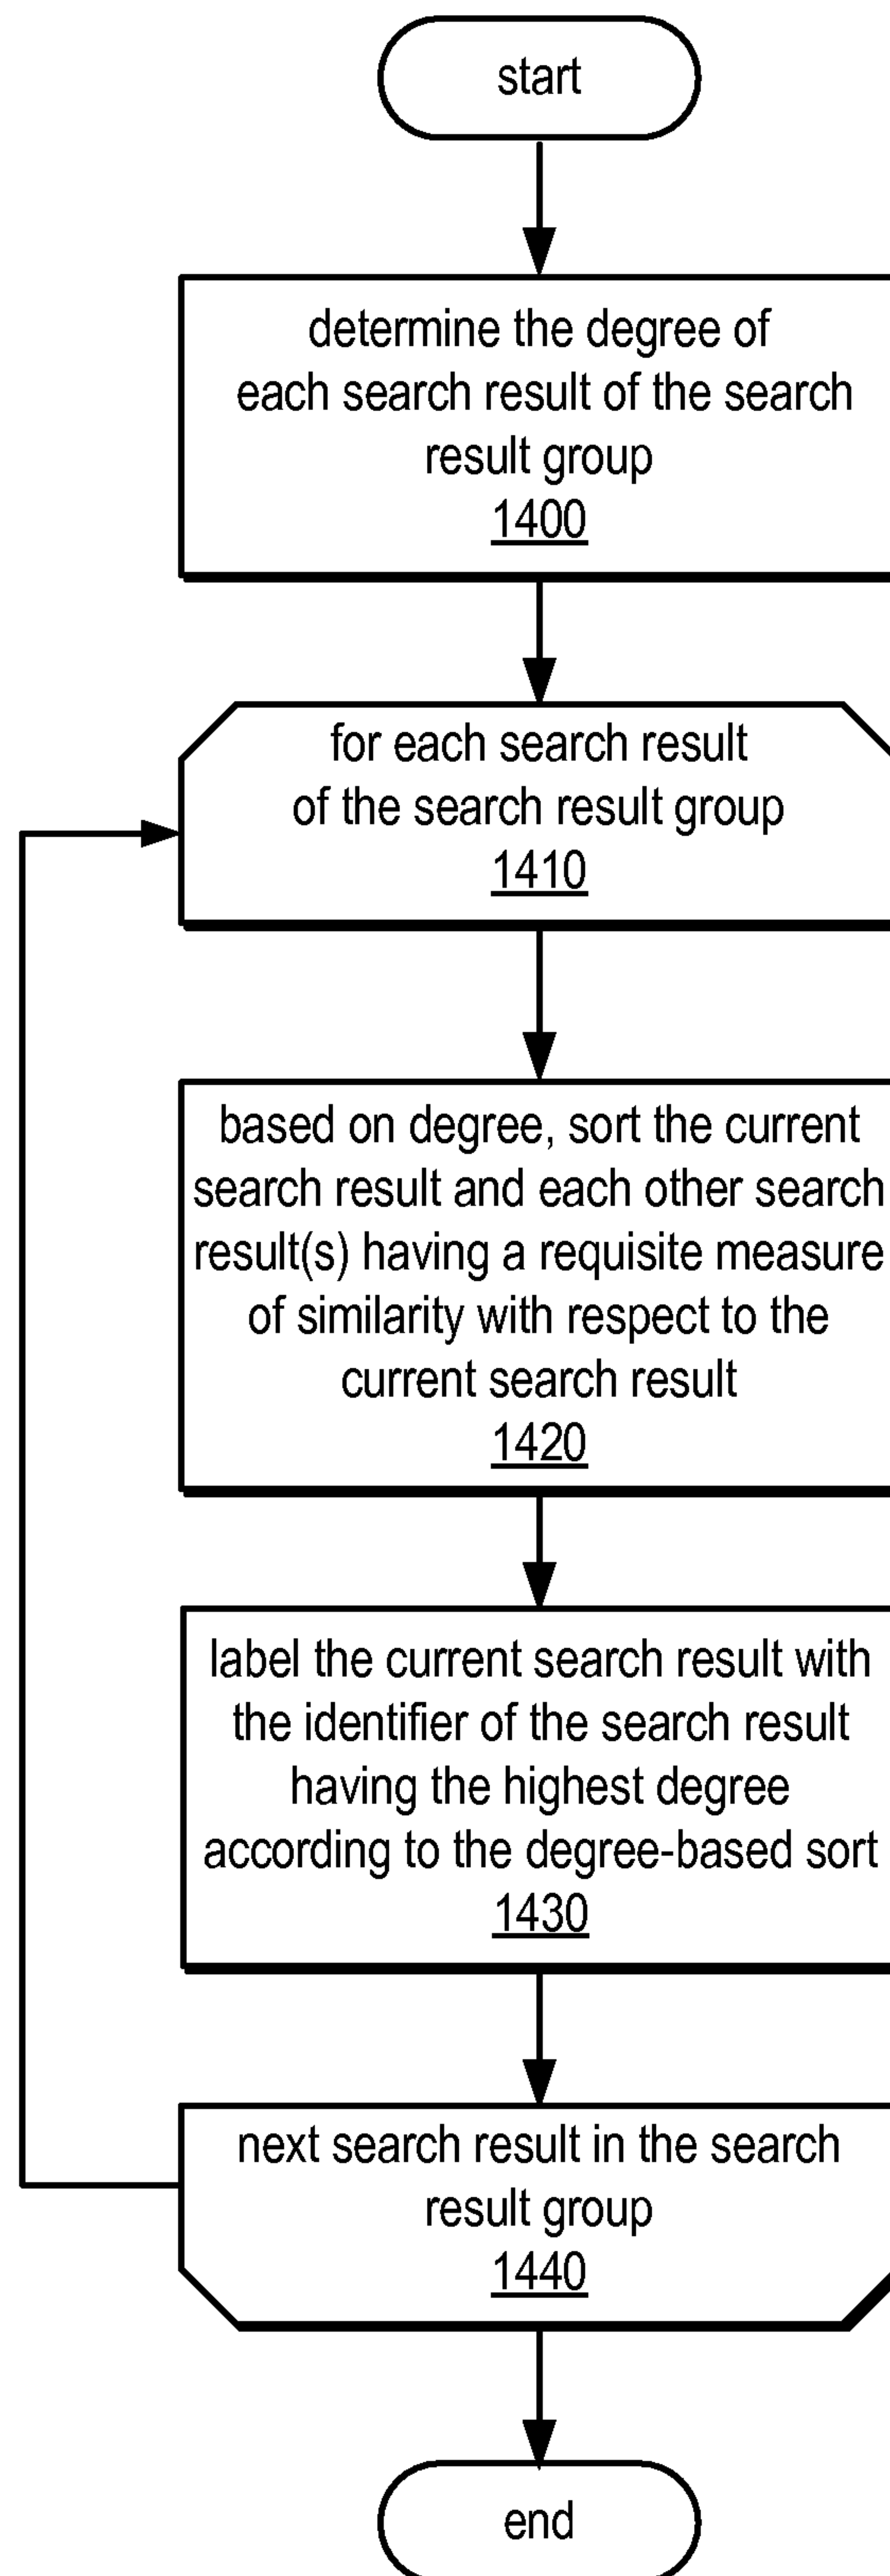 start
determine the degree of
each search result of the search
result group
1400
for each search result
of the search result group
1410
based on degree, sort the current
search result and each other search
result(s) having a requisite measure
of similarity with respect to the
current search result
1420
label the current search result with
the identifier of the search result
having the highest degree
according to the degree-based sort
1430
next search result in the search
result group
1440
end